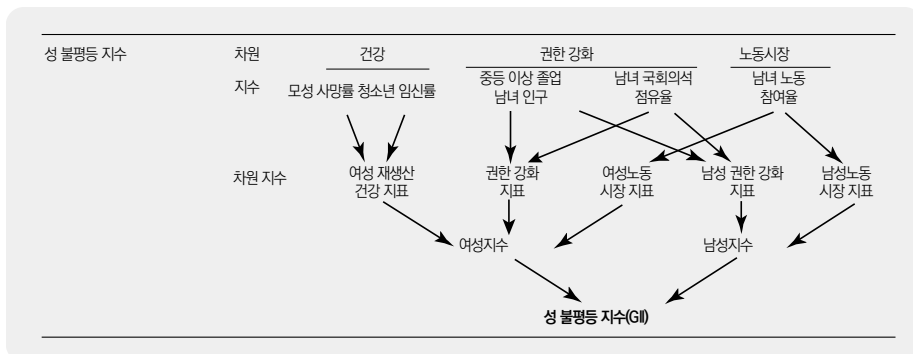 성 불평등 지수 차원 건강 권한 강화 노동시장
지수 모성 사망률 청소년 임신률 중등 이상 졸업 남녀 국회의석 남녀 노동
남녀 인구 점유율 참여율
차원 지수 여성 재생산 권한 강화 여성노동 남성 권한 강화 남성노동
건강 지표 지표 시장 지표 지표 시장 지표
여성지수 남성지수
성 불평등 지수(GII)